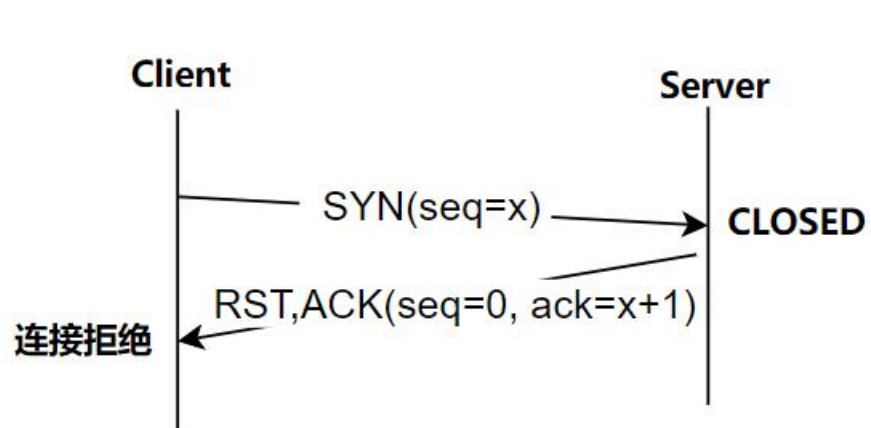 Client
Server
SYN(seq=x)
CLOSED
RST,ACK(seq=0, ack=x+1)
连接拒绝